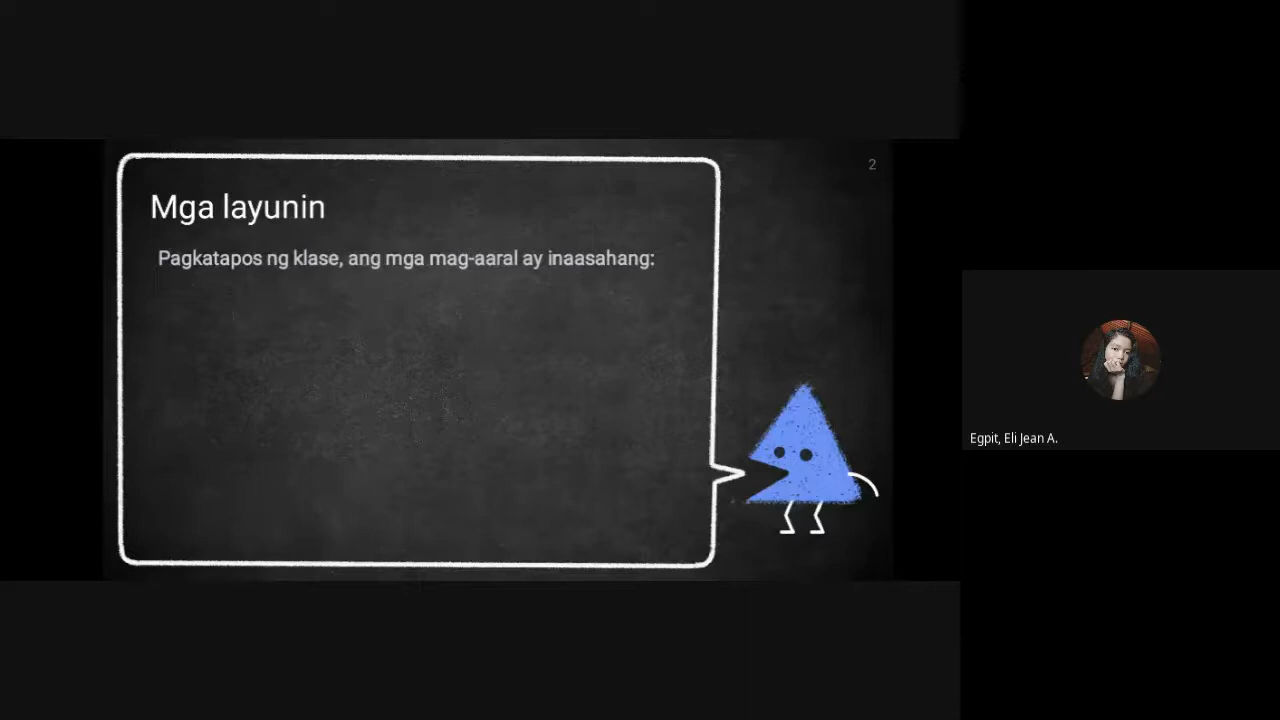 2
Mga layunin
Pagkatapos ng klase, ang mga mag-aaral ay inaasahang:
Egpit, Eli Jean A.